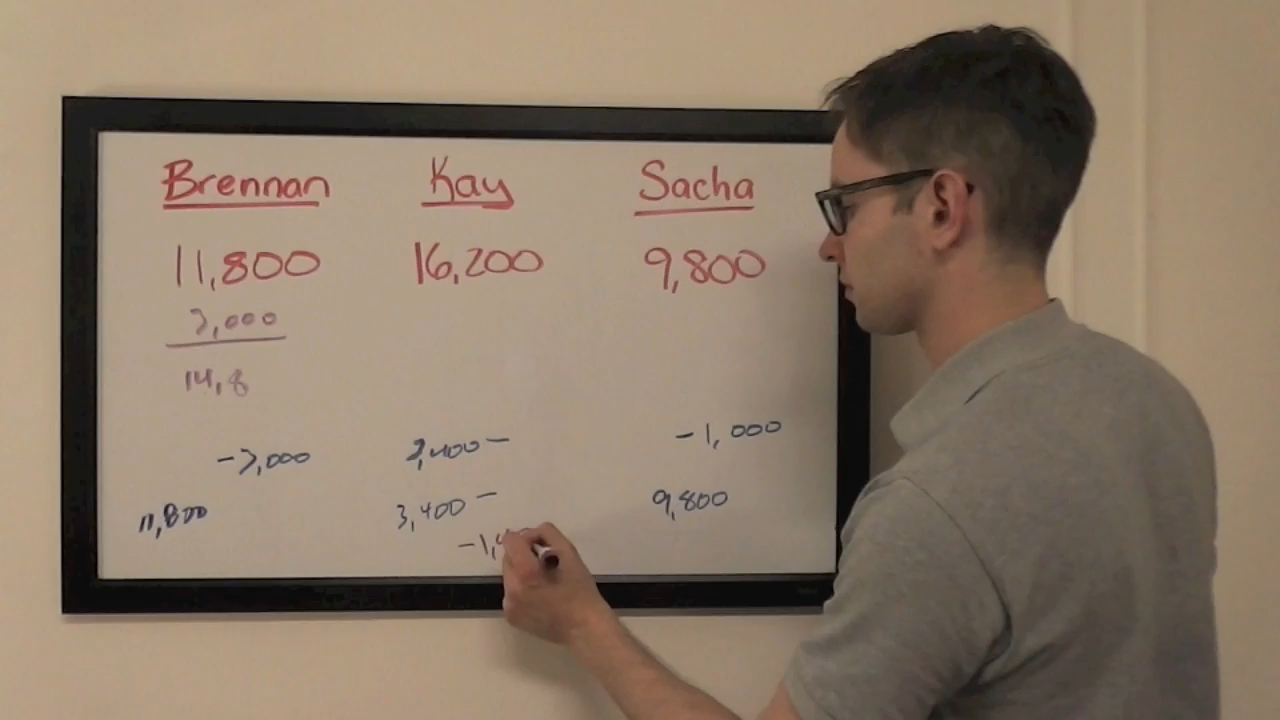 Brennan Kay Sacha
11,800 16,200 9,800
3,000
14,8
-3,000 2,400- -1,000
11,800 3,400- 9,800
-1,